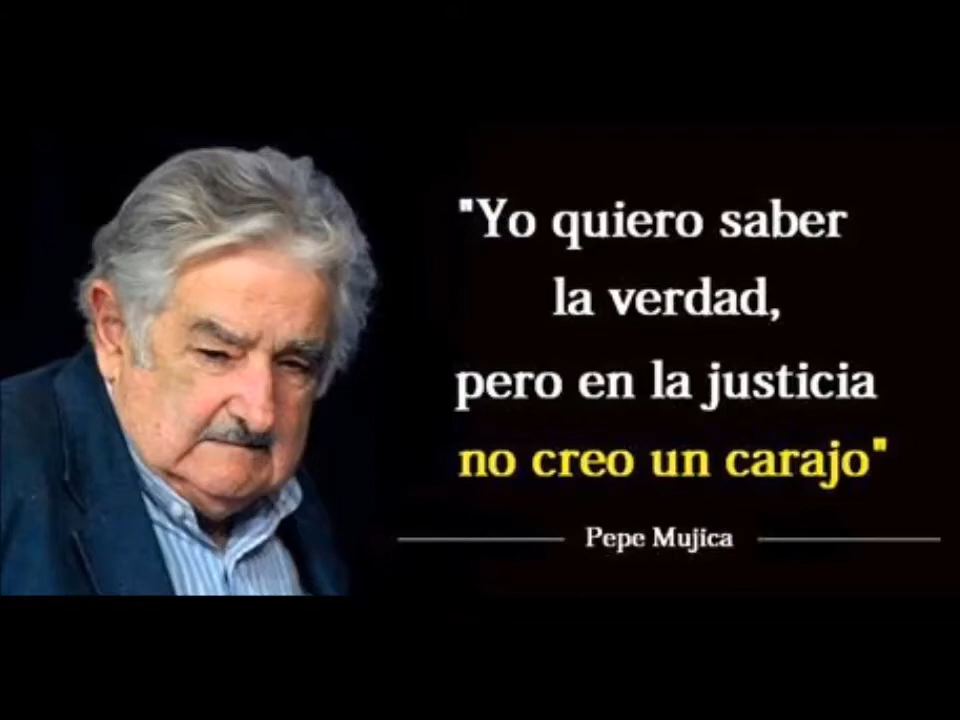 "Yo quiero saber
la verdad,
pero en la justicia
no creo un carajo"
Pepe Mujica